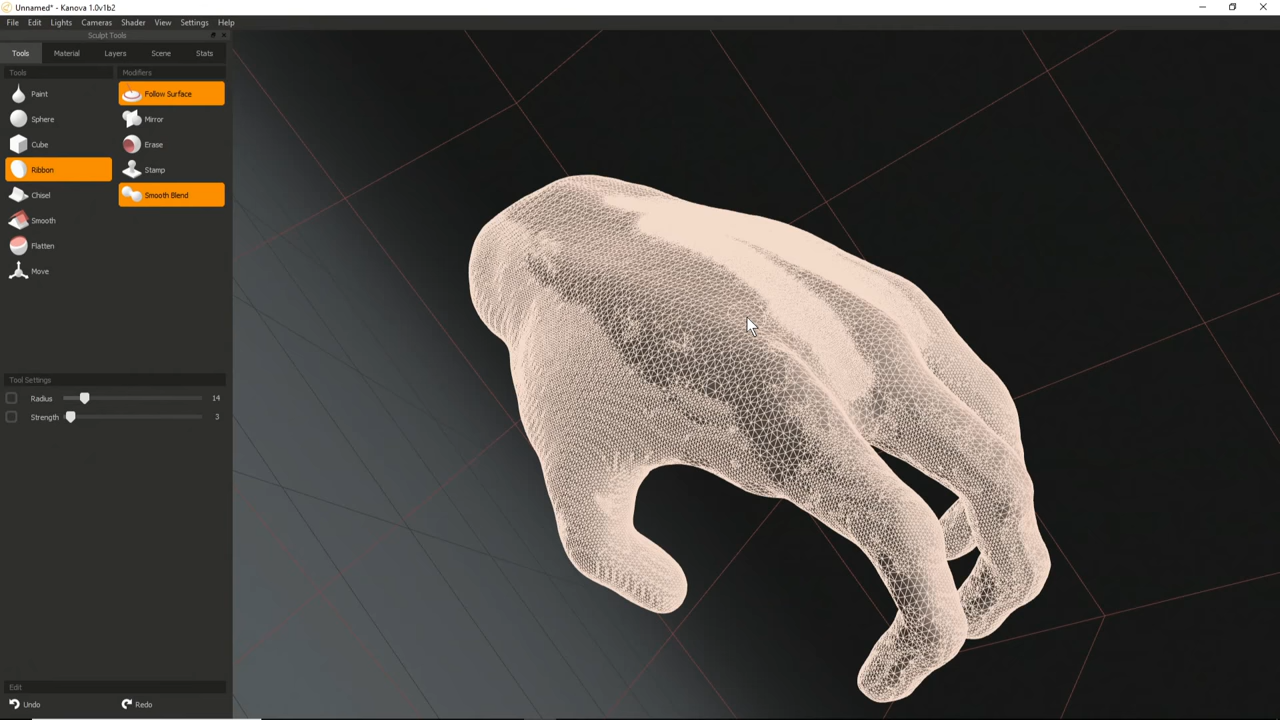 Unnamed* - Kanova 1.0v1b2
File Edit Lights Cameras Shader View Settings Help
Sculpt Tools
Tools Material Layers Scene Stats
Tools Modifiers
Paint Follow Surface
Sphere Mirror
Cube Erase
Ribbon Stamp
Chisel Smooth Blend
Smooth
Flatten
Move
Tool Settings
Radius 14
Strength 3
Edit
Undo Redo